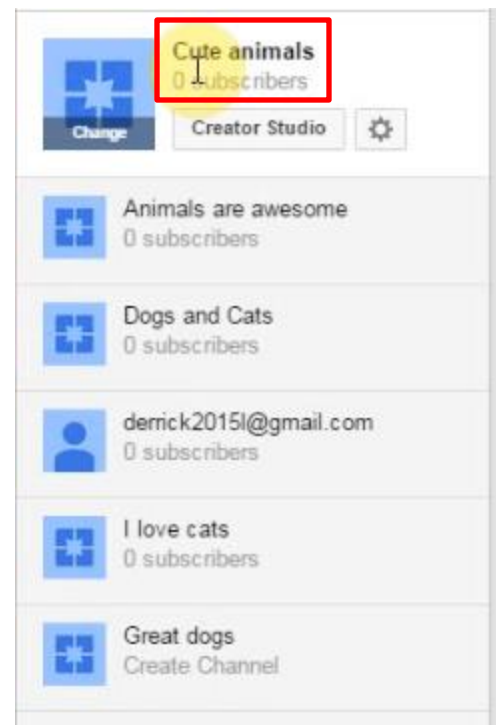 Cute animals
0 subscribers
Change
Creator Studio
Animals are awesome
0 subscribers
Dogs and Cats
0 subscribers
derrick2015l@gmail.com
0 subscribers
I love cats
0 subscribers
Great dogs
Create Channel